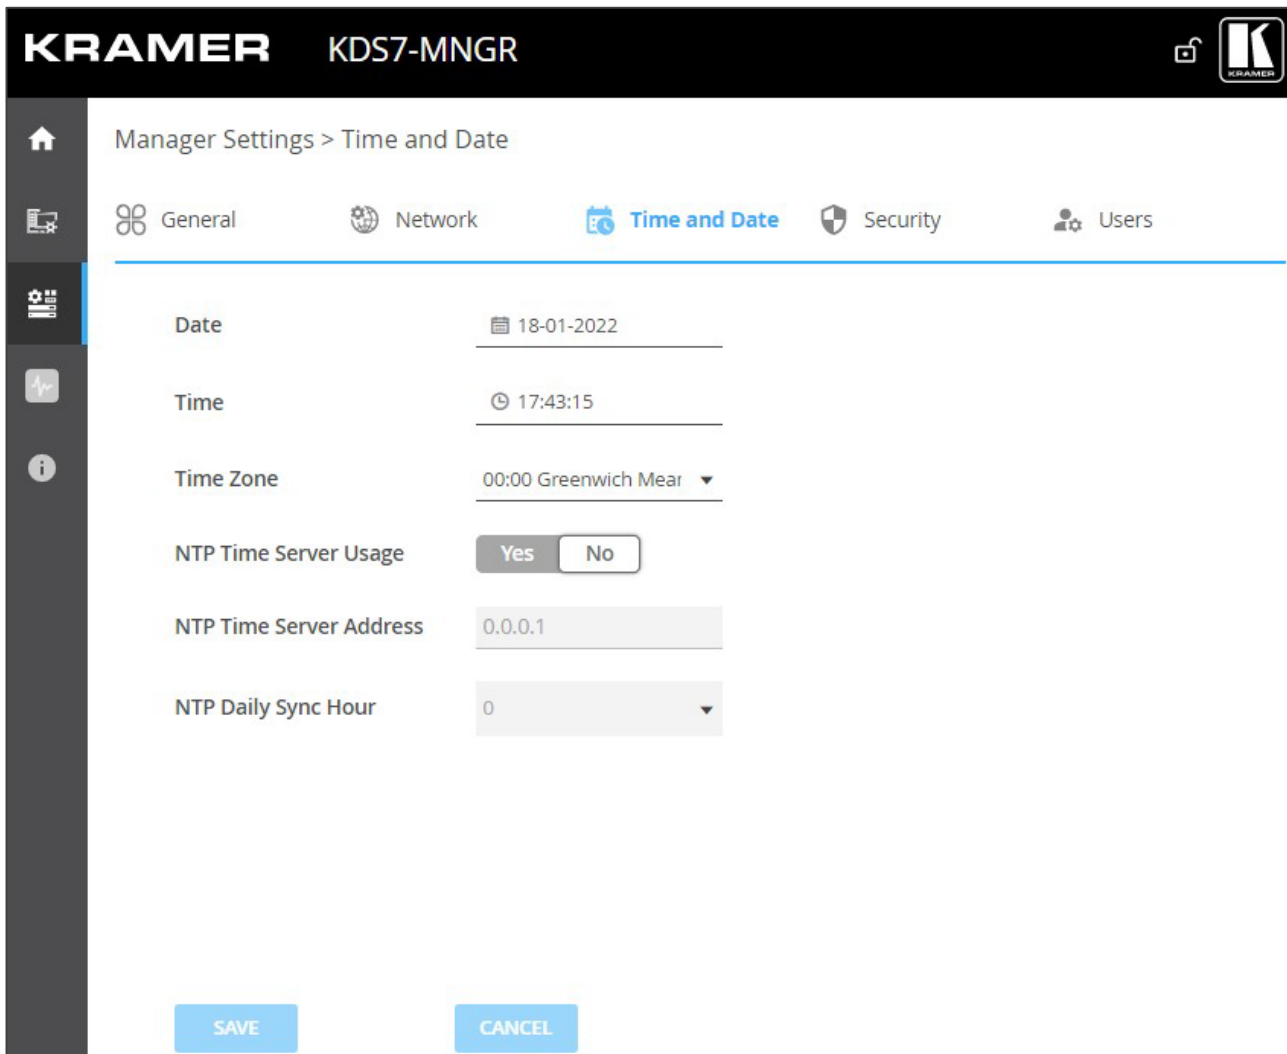 KRAMER KDS7-MNGR
KRAMER
Manager Settings > Time and Date
General Network Time and Date Security Users
Date 18-01-2022
Time 17:43:15
Time Zone 00:00 Greenwich Mear
NTP Time Server Usage Yes No
NTP Time Server Address 0.0.0.1
NTP Daily Sync Hour 0
SAVE CANCEL